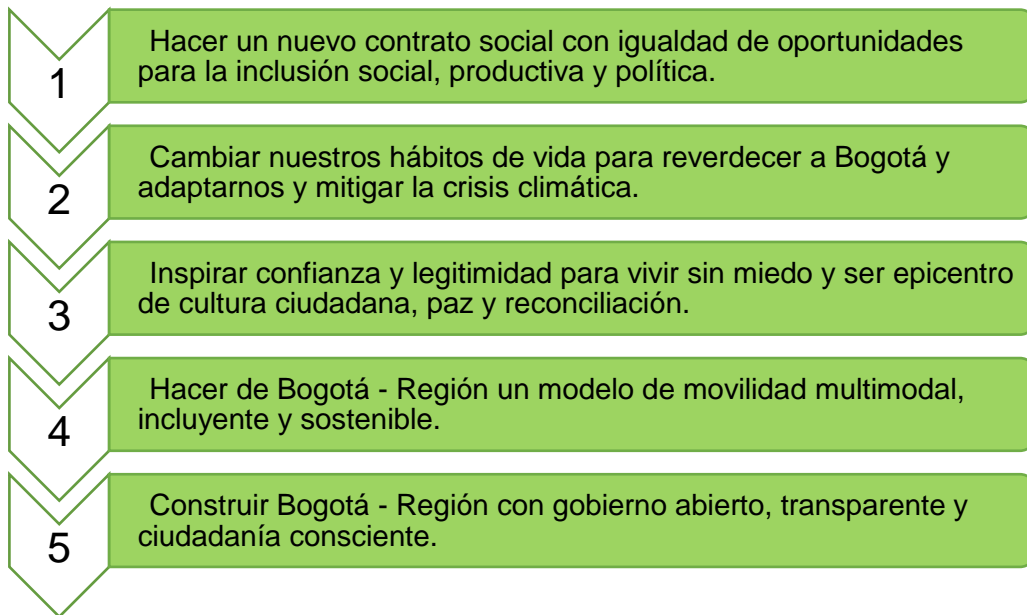 1
Hacer un nuevo contrato social con igualdad de oportunidades
para la inclusión social, productiva y política.
2
Cambiar nuestros hábitos de vida para reverdecer a Bogotá y
adaptarnos y mitigar la crisis climática.
3
Inspirar confianza y legitimidad para vivir sin miedo y ser epicentro
de cultura ciudadana, paz y reconciliación.
4
Hacer de Bogotá - Región un modelo de movilidad multimodal,
incluyente y sostenible.
5
Construir Bogotá - Región con gobierno abierto, transparente y
ciudadanía consciente.